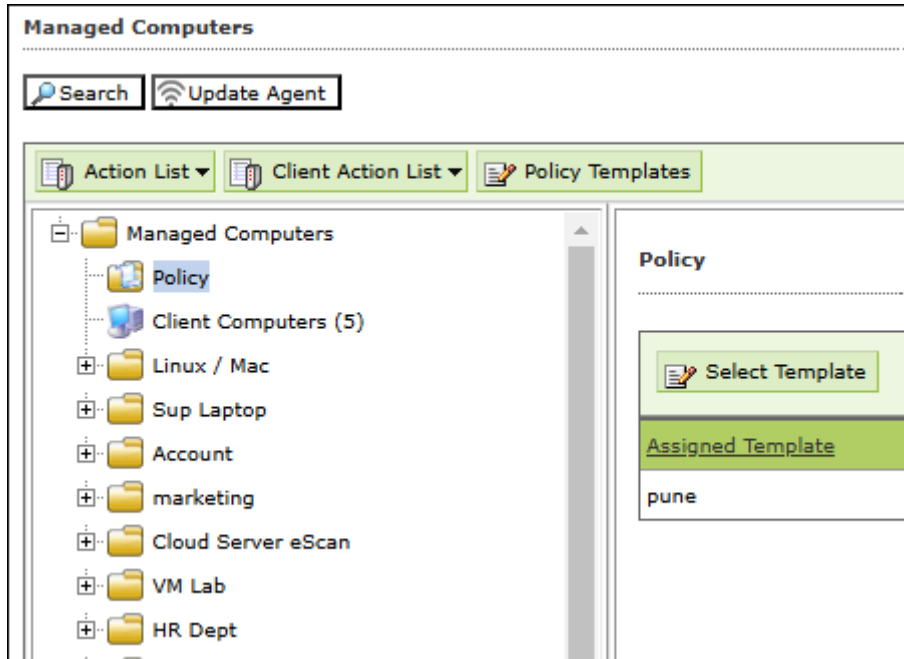 Managed Computers
Search Update Agent
Action List Client Action List Policy Templates
Managed Computers
Policy
Client Computers (5)
Linux / Mac
Sup Laptop
Account
marketing
Cloud Server eScan
VM Lab
HR Dept
Policy
Select Template
Assigned Template
pune